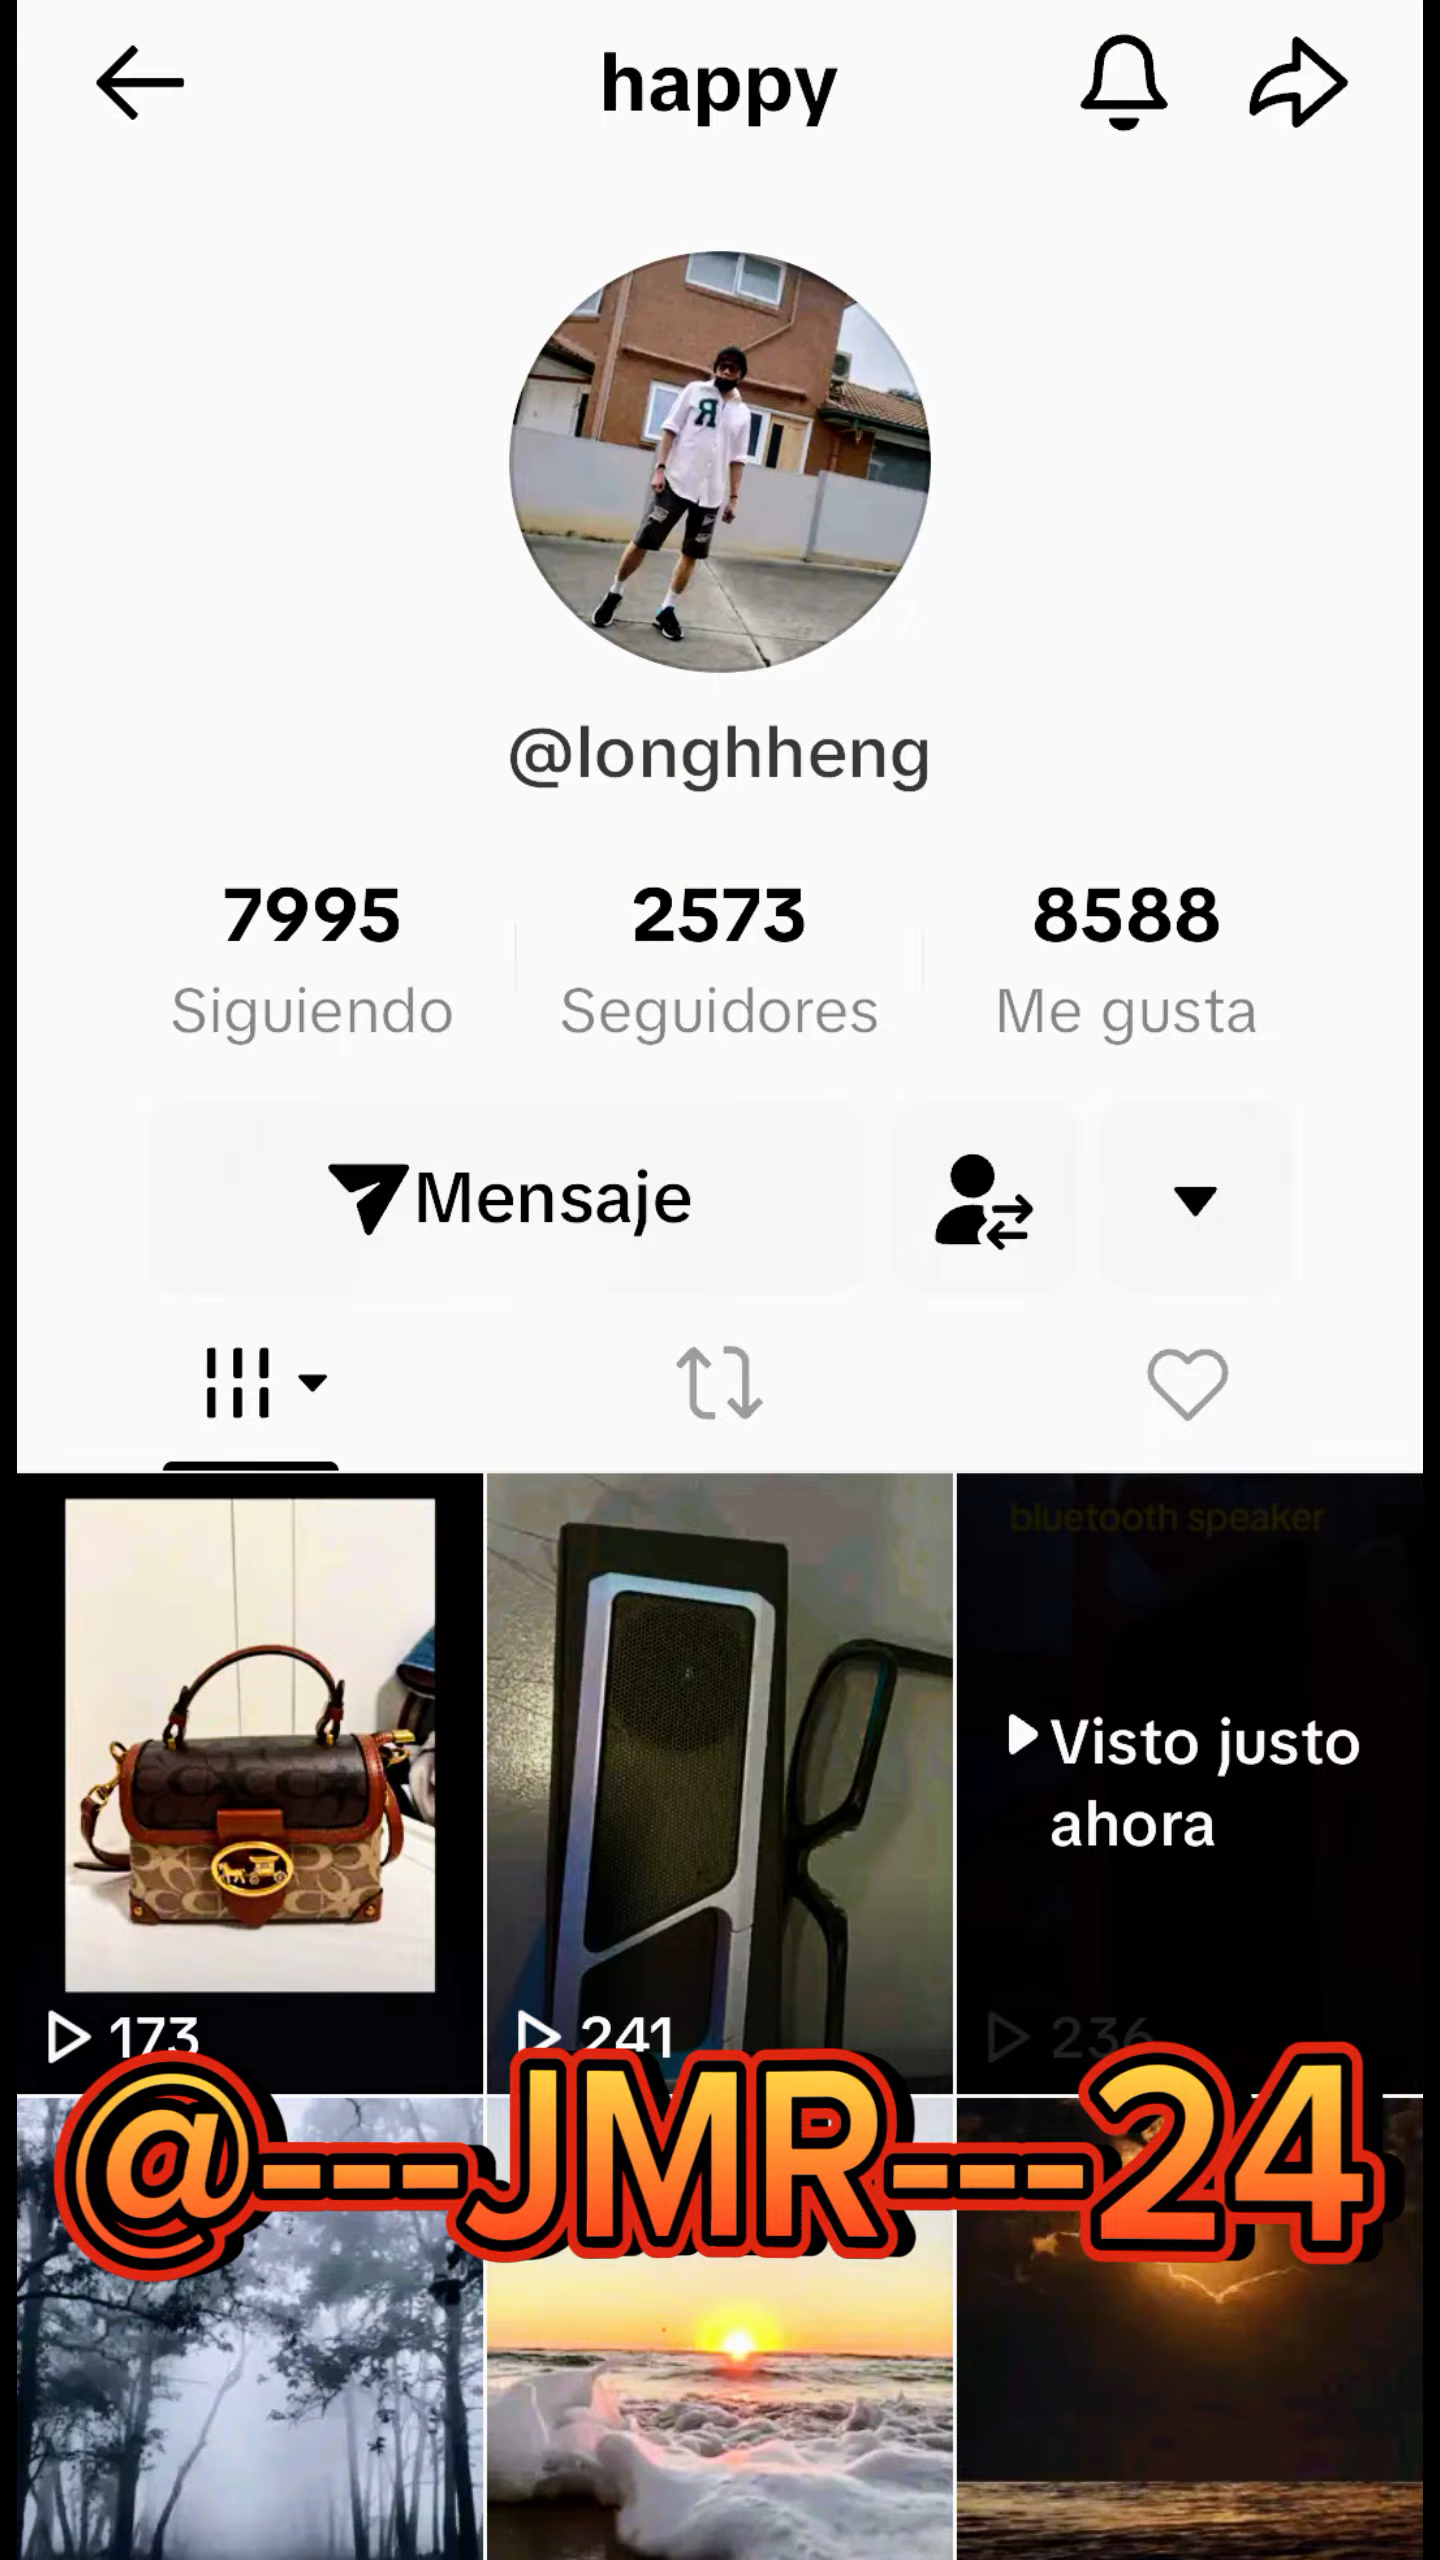 happy
Я
@longhheng
7995 2573 8588
Siguiendo Seguidores Me gusta
Mensaje
bluetooth speaker
Visto justo
ahora
173 241 236
@---JMR---24